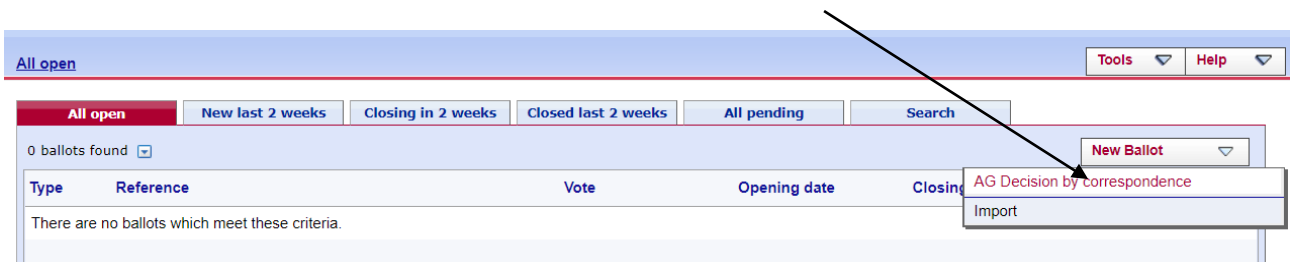 All open Tools Help
All open New last 2 weeks Closing in 2 weeks Closed last 2 weeks All pending Search
0 ballots found New Ballot
Type Reference Vote Opening date Closing
AG Decision by correspondence
Import
There are no ballots which meet these criteria.